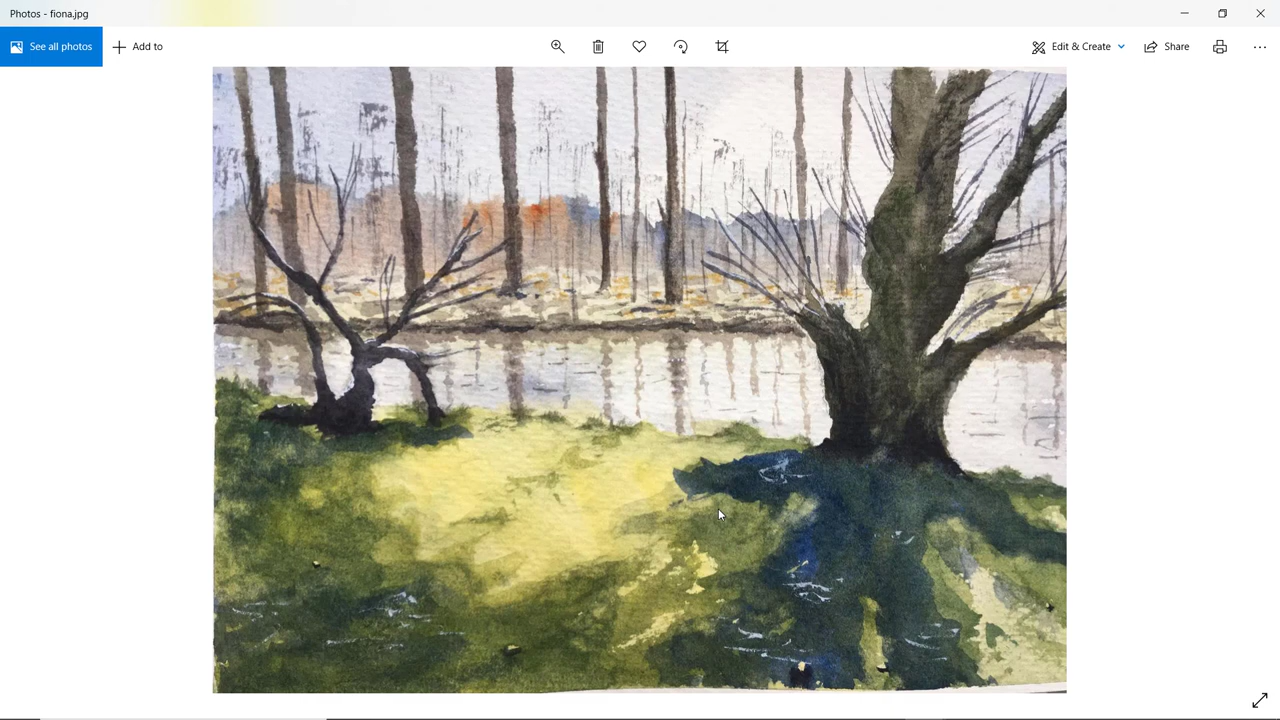 Photos - fiona.jpg
See all photos
Add to
Edit & Create
Share